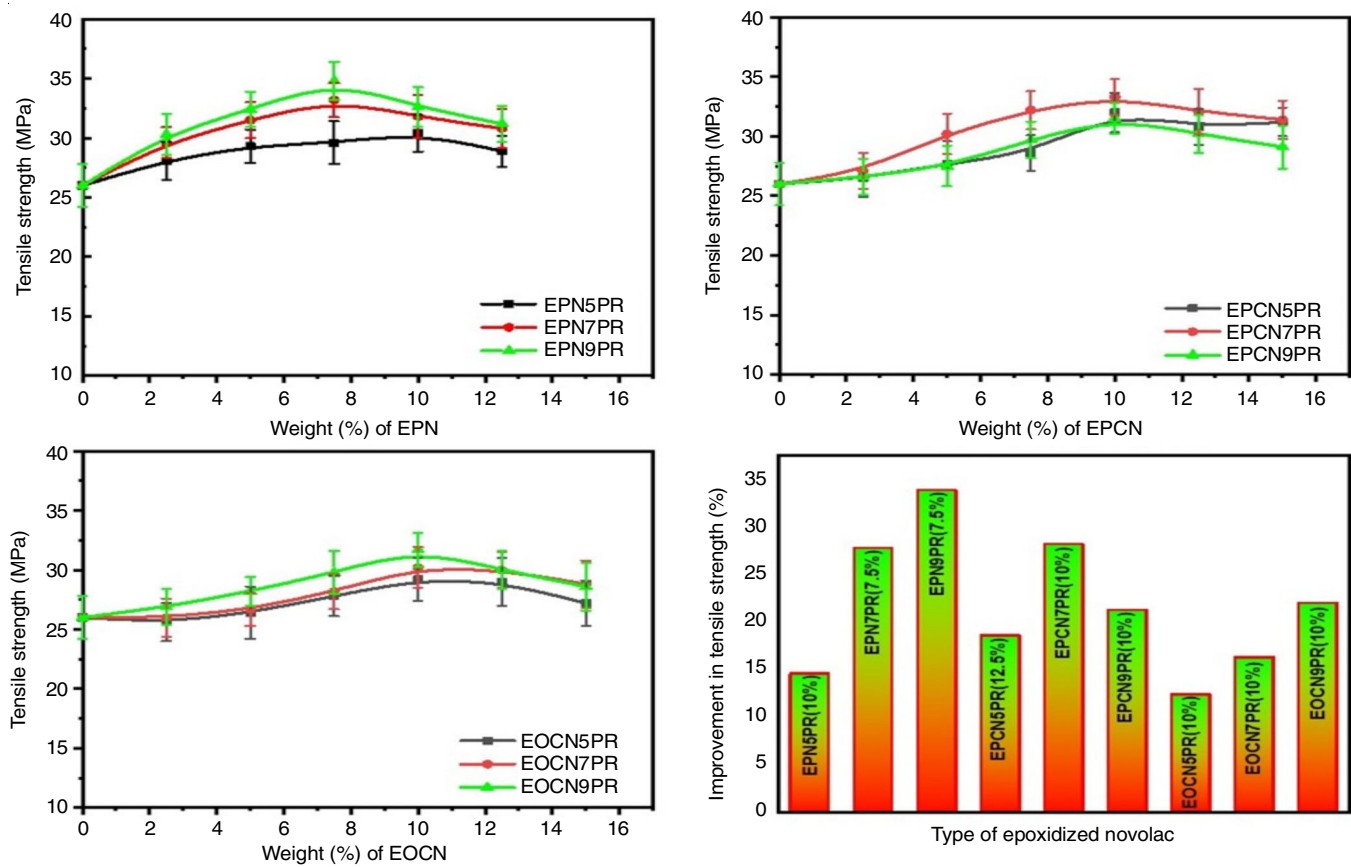 40
35
30
25
20
15
10
Tensile strength (MPa)
EPN5PR
EPN7PR
EPN9PR
0 2 4 6 8 10 12 14 16
Weight (%) of EPN
40
35
30
25
20
15
10
Tensile strength (MPa)
EPCN5PR
EPCN7PR
EPCN9PR
0 2 4 6 8 10 12 14 16
Weight (%) of EPCN
40
35
30
25
20
15
10
Tensile strength (MPa)
EOCN5PR
EOCN7PR
EOCN9PR
0 2 4 6 8 10 12 14 16
Weight (%) of EOCN
35
30
25
20
15
10
5
0
Improvement in tensile strength (%)
EPN5PR(10%)
EPN7PR(7.5%)
EPN9PR(7.5%)
EPCN5PR(12.5%)
EPCN7PR(10%)
EPCN9PR(10%)
EOCN5PR(10%)
EOCN7PR(10%)
EOCN9PR(10%)
Type of epoxidized novolac